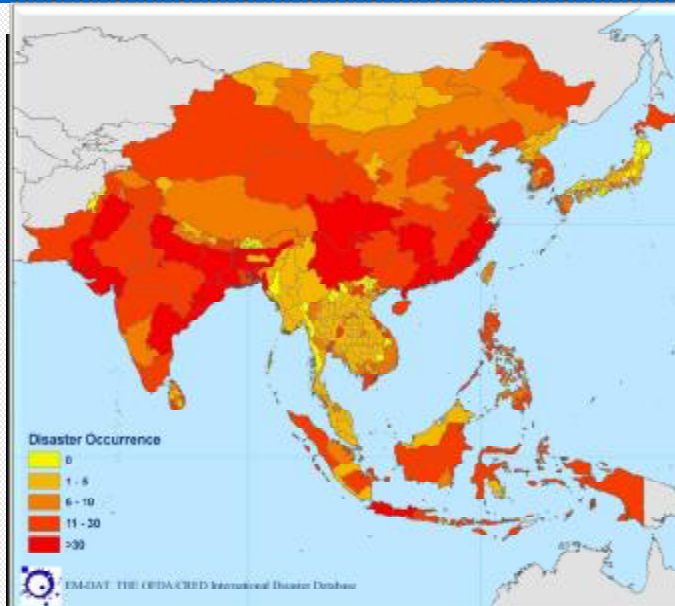 Disaster Occurrence
0
1 - 5
6 - 10
11 - 30
>30
EM-DAT: THE OFDA/CRED International Disaster Database